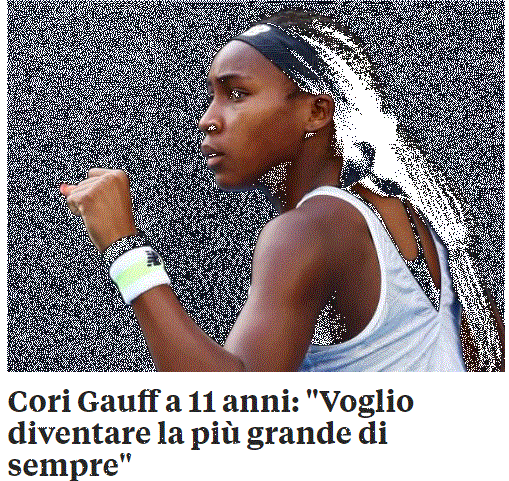 Cori Gauff a 11 anni: "Voglio
diventare la più grande di
sempre"